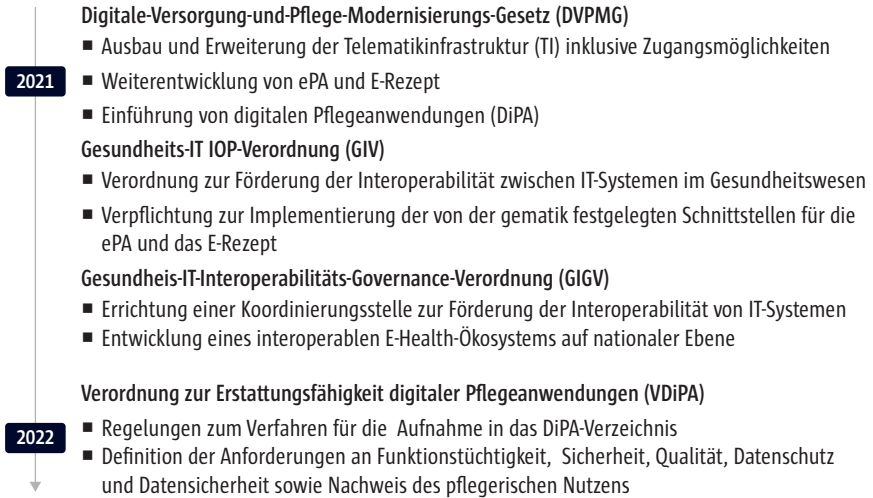 Digitale-Versorgung-und-Pflege-Modernisierungs-Gesetz (DVPMG)
■ Ausbau und Erweiterung der Telematikinfrastruktur (TI) inklusive Zugangsmöglichkeiten
2021
■ Weiterentwicklung von ePA und E-Rezept
■ Einführung von digitalen Pflegeanwendungen (DiPA)
Gesundheits-IT IOP-Verordnung (GIV)
■ Verordnung zur Förderung der Interoperabilität zwischen IT-Systemen im Gesundheitswesen
■ Verpflichtung zur Implementierung der von der gematik festgelegten Schnittstellen für die
ePA und das E-Rezept
Gesundheis-IT-Interoperabilitäts-Governance-Verordnung (GIGV)
■ Errichtung einer Koordinierungsstelle zur Förderung der Interoperabilität von IT-Systemen
■ Entwicklung eines interoperablen E-Health-Ökosystems auf nationaler Ebene
Verordnung zur Erstattungsfähigkeit digitaler Pflegeanwendungen (VDiPA)
2022
■ Regelungen zum Verfahren für die Aufnahme in das DiPA-Verzeichnis
■ Definition der Anforderungen an Funktionstüchtigkeit, Sicherheit, Qualität, Datenschutz
und Datensicherheit sowie Nachweis des pflegerischen Nutzens